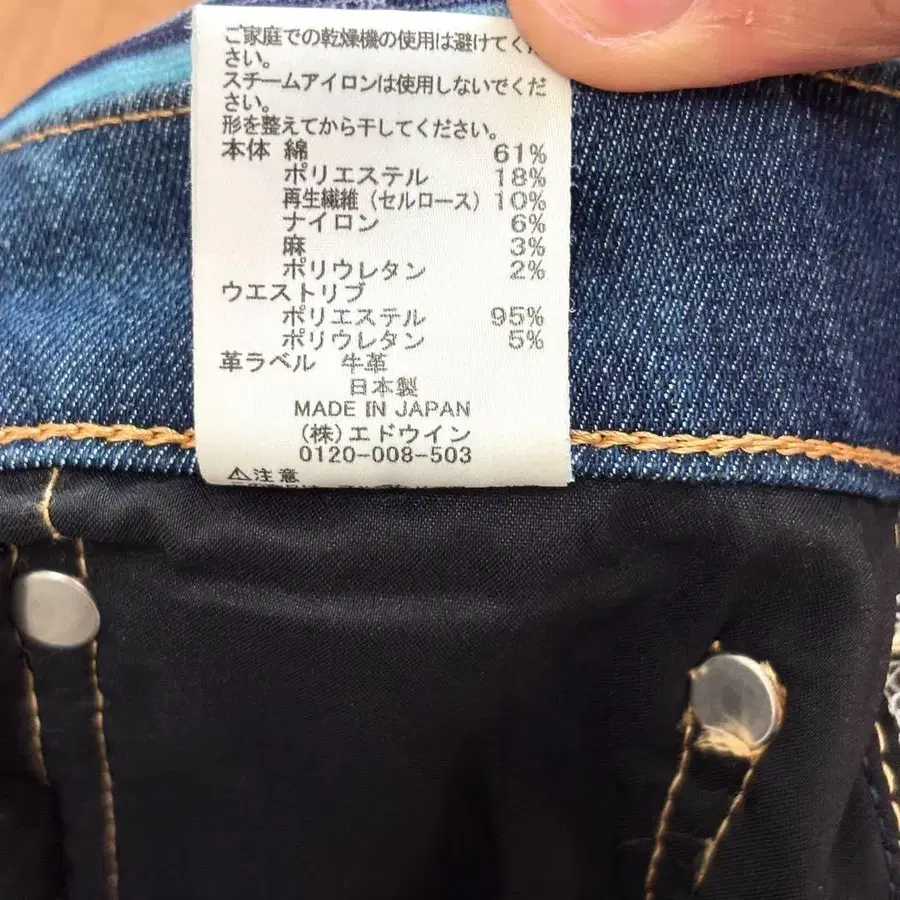 ご家庭での乾燥機の使用は避けてくだ
さい。
スチームアイロンは使用しないでくだ
さい。
形を整えてから干してください。
本体 綿 61%
ポリエステル 18%
再生繊維（セルロース） 10%
ナイロン 6%
麻 3%
ポリウレタン 2%
ウエストリブ
ポリエステル 95%
ポリウレタン 5%
革ラベル 牛革
日本製
MADE IN JAPAN
(株)エドウイン
0120-008-503
⚠注意